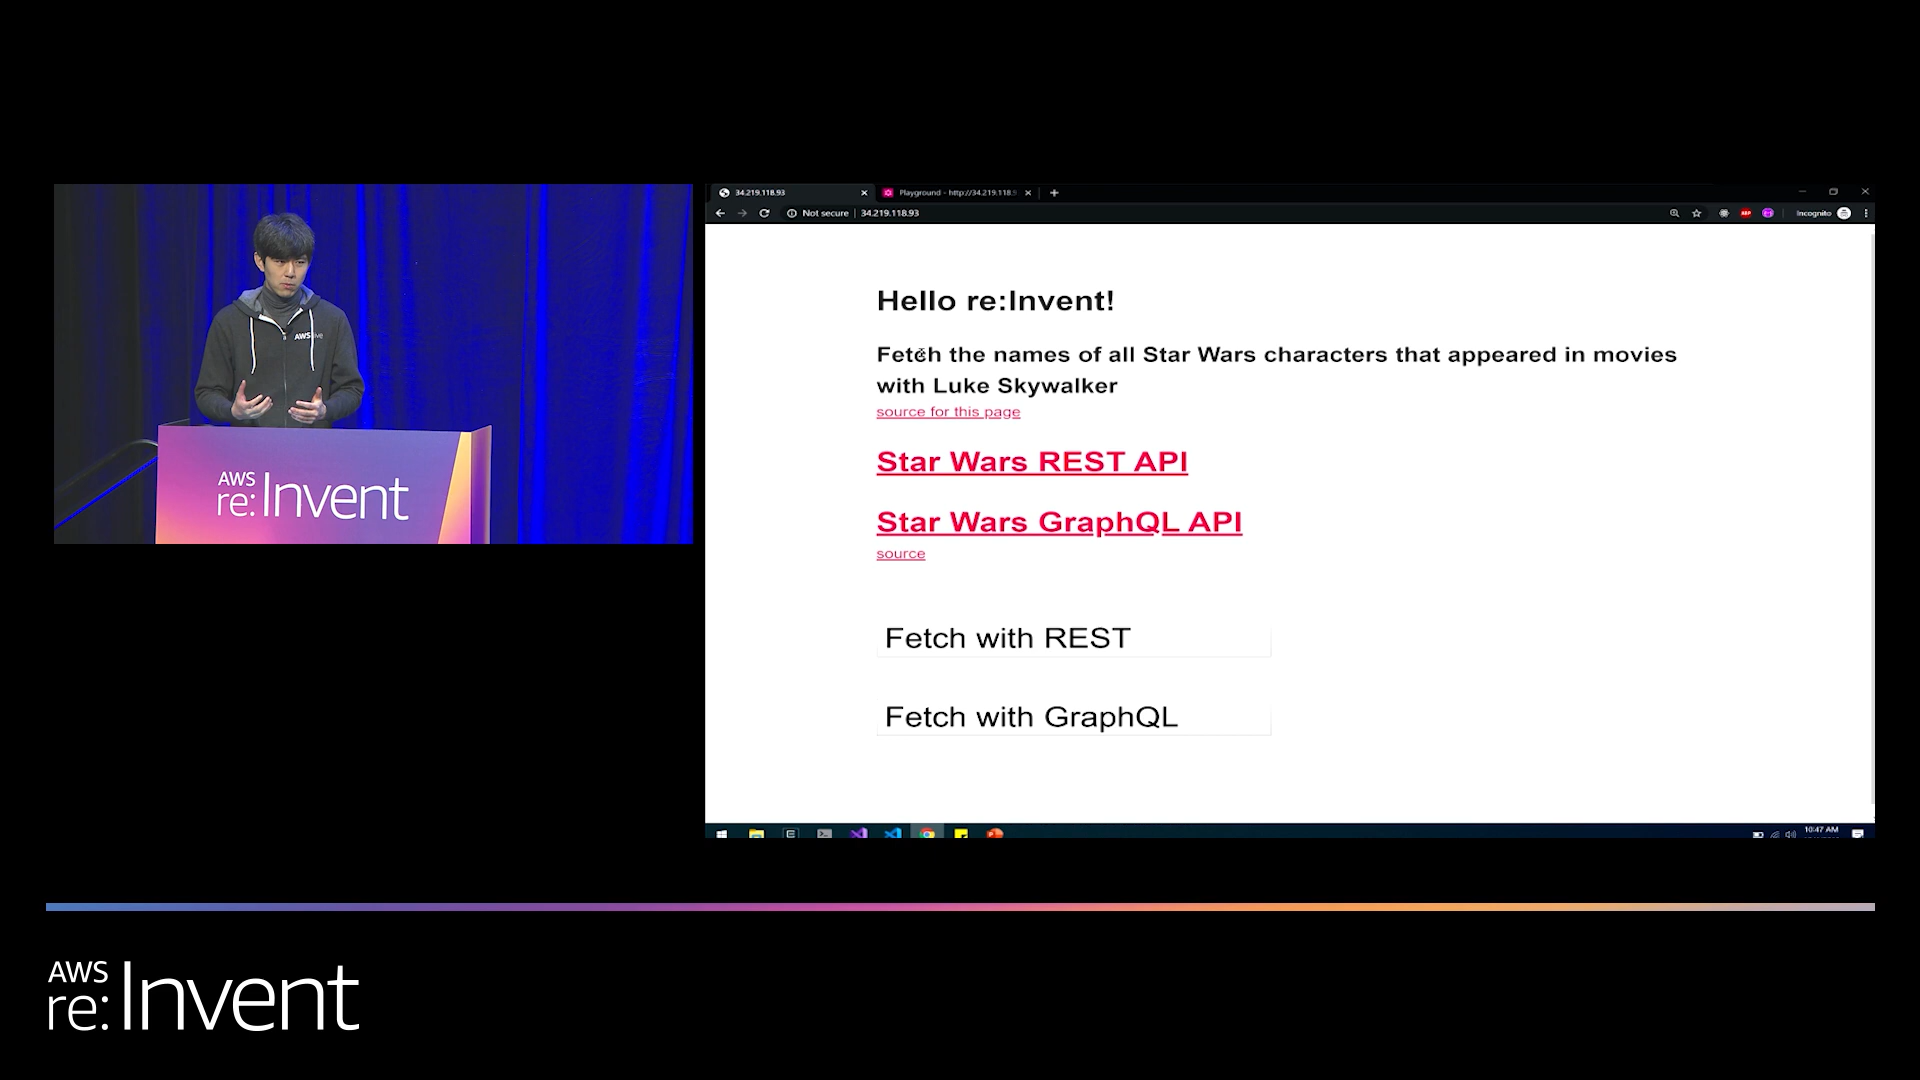 34.219.118.93
Playground - http://34.219.118.9
Not secure
34.219.118.93
ABP
Incognito
Hello re:Invent!
Fetch the names of all Star Wars characters that appeared in movies
with Luke Skywalker
source for this page
Star Wars REST API
Star Wars GraphQL API
source
Fetch with REST
Fetch with GraphQL
10:47 AM
AWS live
AWS
re:Invent
AWS
re:Invent